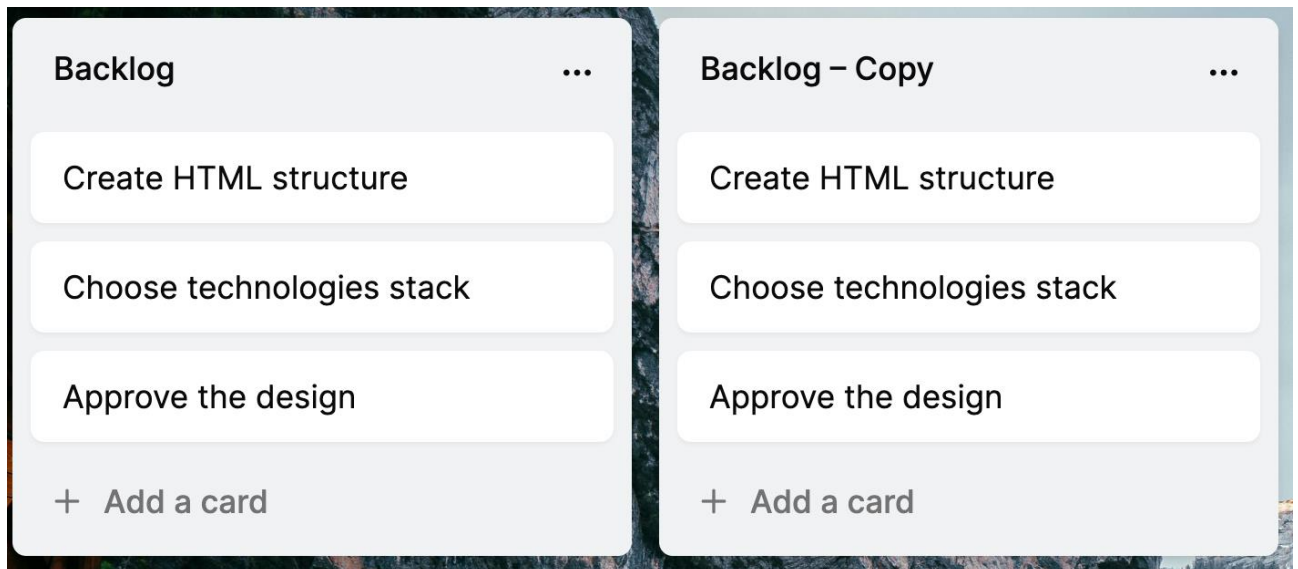 Backlog
Create HTML structure
Choose technologies stack
Approve the design
+ Add a card
Backlog – Copy
Create HTML structure
Choose technologies stack
Approve the design
+ Add a card